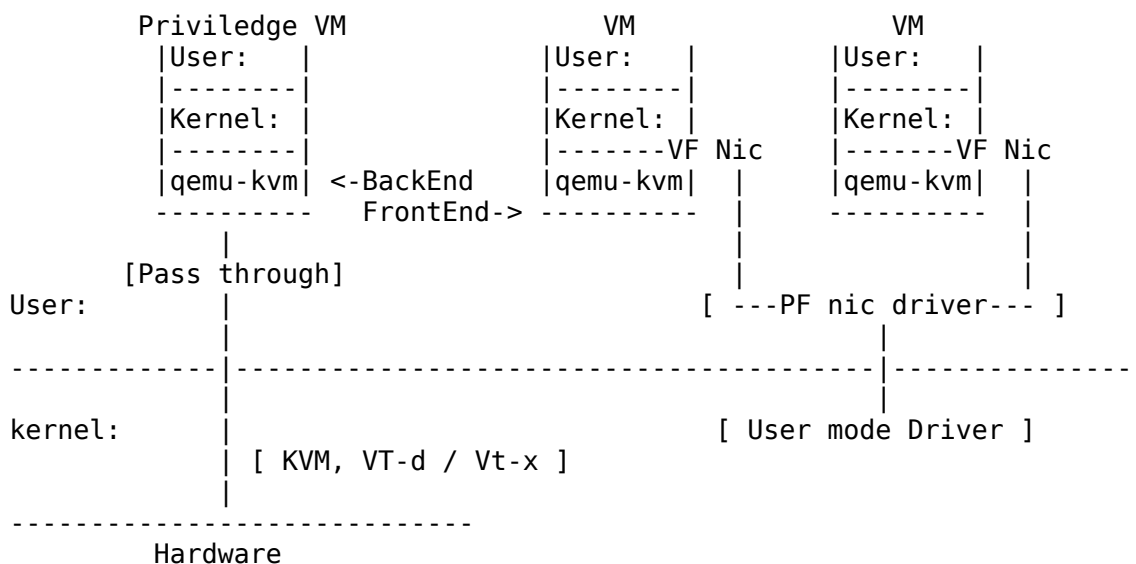 Priviledge VM VM VM
|User: | |User: | |User: |
|--------| |--------| |--------|
|Kernel: | |Kernel: | |Kernel: |
|--------| |-------VF Nic |-------VF Nic
|qemu-kvm| <-BackEnd |qemu-kvm| | |qemu-kvm| |
---------- FrontEnd-> ---------- | ---------- |
| | |
[Pass through] | |
User: | [ ---PF nic driver--- ]
| |
-------------|----------------------------------------|---------------
| |
kernel: | [ User mode Driver ]
| [ KVM, VT-d / Vt-x ]
|
-----------------------------
Hardware